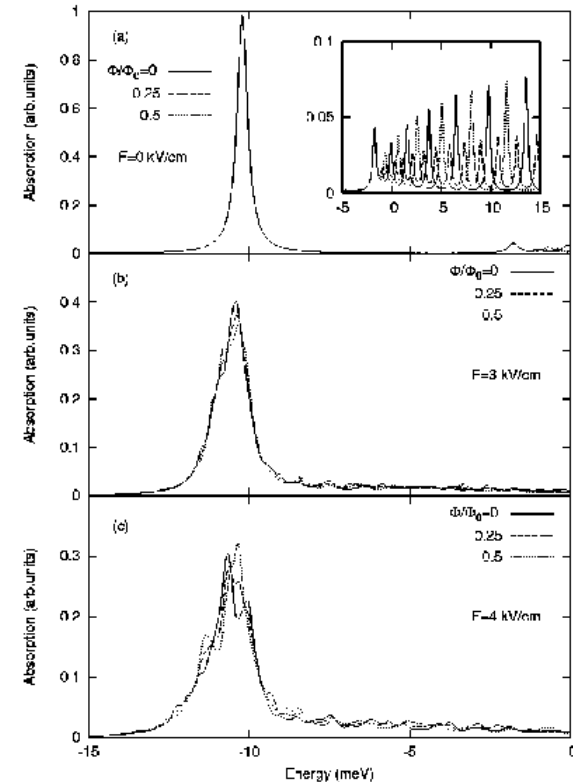 Absorption (arb.units)
1
0.8
0.6
0.4
0.2
0
(a)
Φ/Φ0=0
0.25
0.5
F=0 kV/cm
0.1
0.05
0
-5
0
5
10
15
Absorption (arb.units)
0.4
0.3
0.2
0.1
0
(b)
Φ/Φ0=0
0.25
0.5
F=3 kV/cm
Absorption (arb.units)
0.3
0.2
0.1
0
(c)
Φ/Φ0=0
0.25
0.5
F=4 kV/cm
-15
-10
-5
0
Energy (meV)